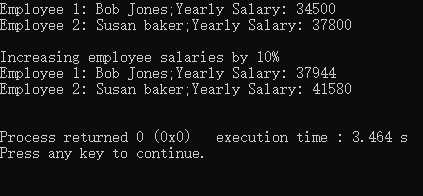 Employee 1: Bob Jones;Yearly Salary: 34500
Employee 2: Susan baker;Yearly Salary: 37800
Increasing employee salaries by 10%
Employee 1: Bob Jones;Yearly Salary: 37944
Employee 2: Susan baker;Yearly Salary: 41580
Process returned 0 (0x0)   execution time : 3.464 s
Press any key to continue.